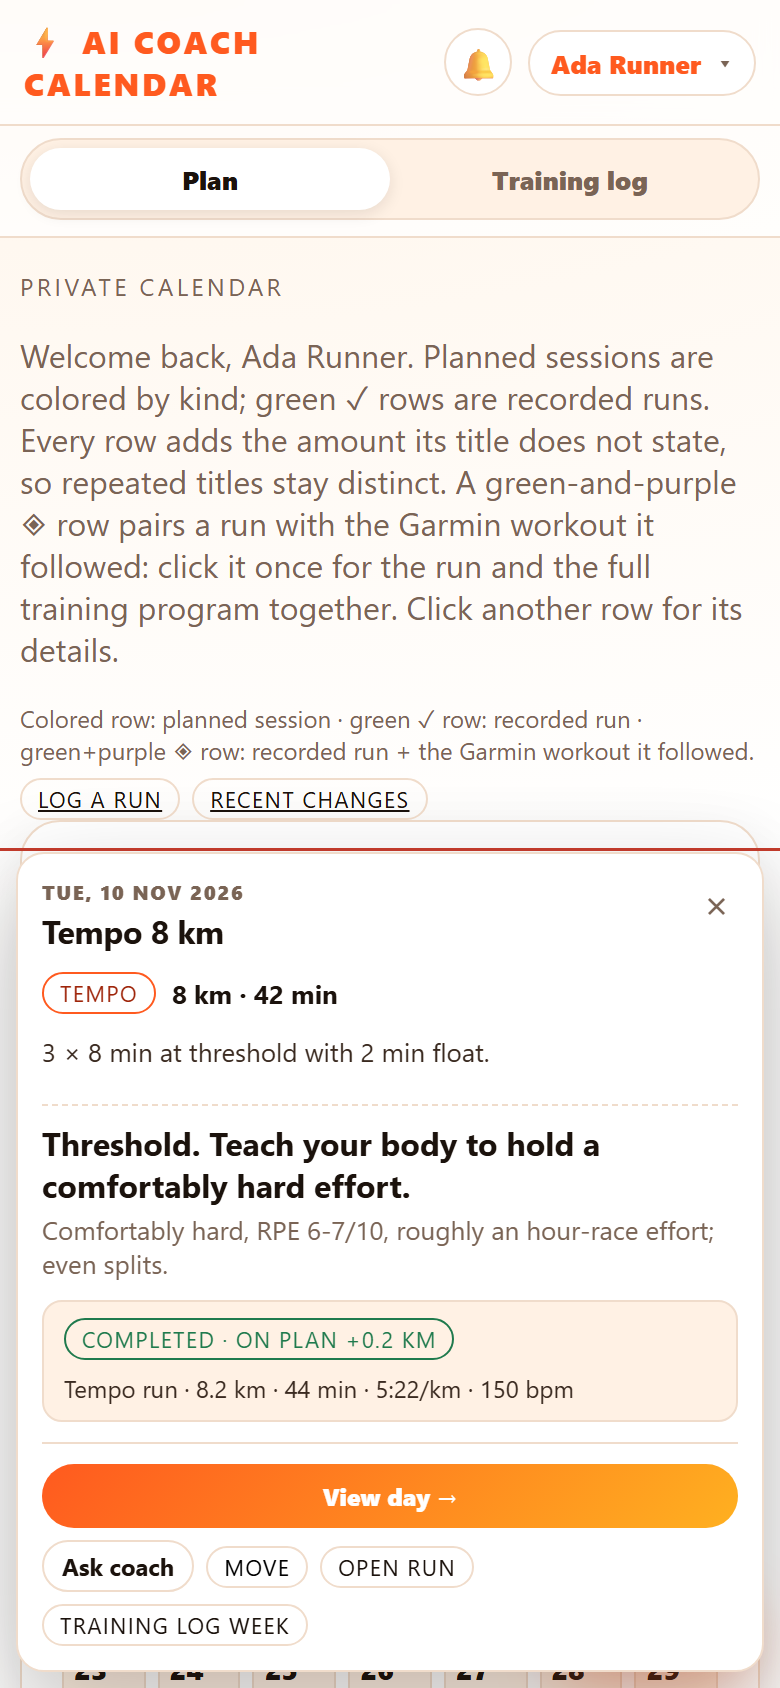 ⚡ AI COACH
CALENDAR
🔔
Ada Runner ▼
Plan
Training log
PRIVATE CALENDAR
Welcome back, Ada Runner. Planned sessions are
colored by kind; green ✓ rows are recorded runs.
Every row adds the amount its title does not state,
so repeated titles stay distinct. A green-and-purple
◈ row pairs a run with the Garmin workout it
followed: click it once for the run and the full
training program together. Click another row for its
details.
Colored row: planned session · green ✓ row: recorded run ·
green+purple ◈ row: recorded run + the Garmin workout it followed.
LOG A RUN
RECENT CHANGES
TUE, 10 NOV 2026
×
Tempo 8 km
TEMPO
8 km · 42 min
3 × 8 min at threshold with 2 min float.
Threshold. Teach your body to hold a
comfortably hard effort.
Comfortably hard, RPE 6-7/10, roughly an hour-race effort;
even splits.
COMPLETED · ON PLAN +0.2 KM
Tempo run · 8.2 km · 44 min · 5:22/km · 150 bpm
View day →
Ask coach
MOVE
OPEN RUN
TRAINING LOG WEEK
23 24 25 26 27 28 29